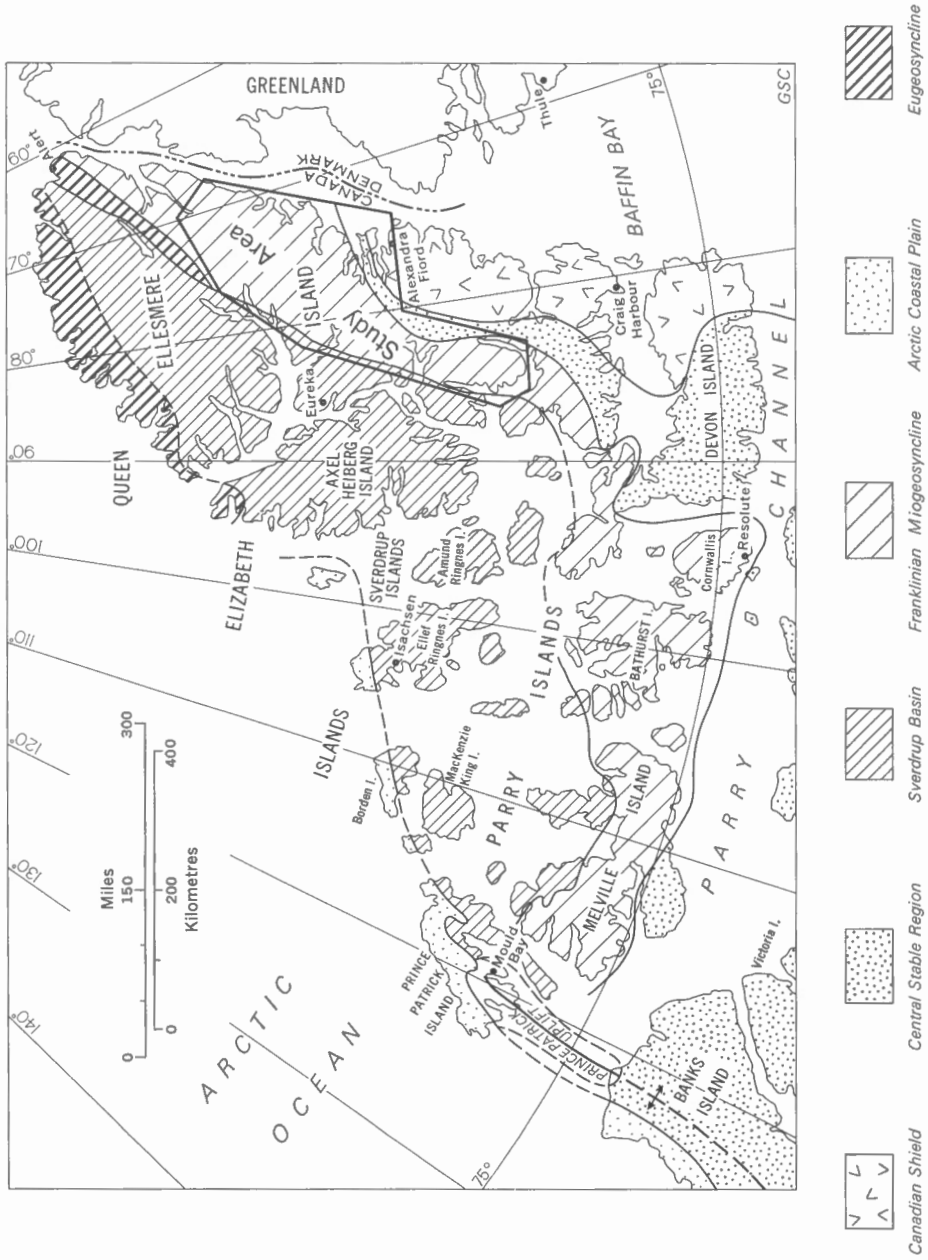 140°
130°
120°
110°
100°
90°
80°
70°
60°
Alert
Miles
0
150
300
0
200
400
Kilometres
ARCTIC
OCEAN
QUEEN
ELIZABETH
ISLANDS
ELLESMERE
ISLAND
GREENLAND
CANADA
DENMARK
Study
Area
Eureka
AXEL
HEIBERG
ISLAND
SVERDRUP
ISLANDS
Amund
Ringnes I.
Isachsen
Ellef
Ringnes I.
Borden I.
MacKenzie
King I.
PRINCE
PATRICK
ISLAND
Mould
Bay
PRINCE PATRICK
UPLIFT
PARRY
ISLANDS
MELVILLE
ISLAND
BATHURST I.
Cornwallis
I.
Resolute
DEVON ISLAND
Craig
Harbour
Alexandra
Fiord
BAFFIN BAY
Thule
75°
75°
BANKS
ISLAND
Victoria I.
PARRY
CHANNEL
GSC
Canadian Shield
Central Stable Region
Sverdrup Basin
Franklinian Miogeosyncline
Arctic Coastal Plain
Eugeosyncline